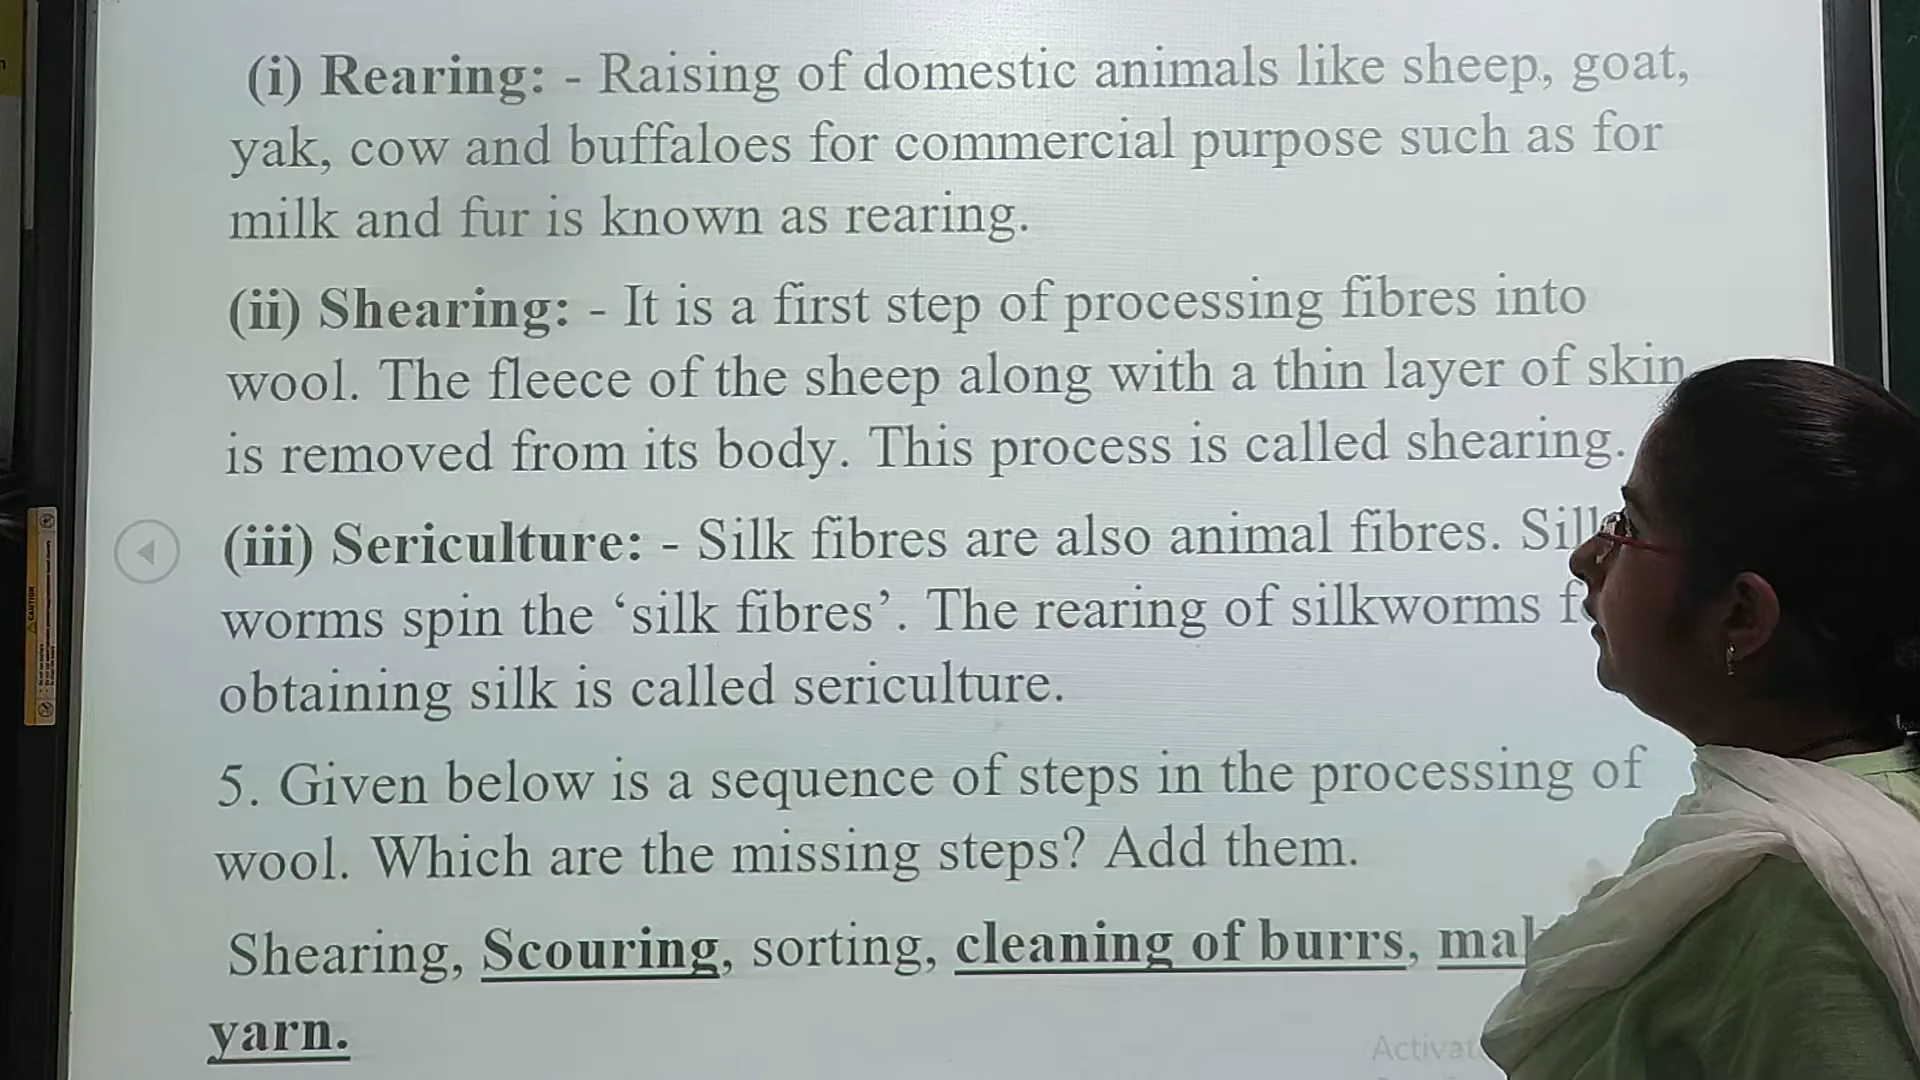 (i) Rearing: - Raising of domestic animals like sheep, goat,
yak, cow and buffaloes for commercial purpose such as for
milk and fur is known as rearing.
(ii) Shearing: - It is a first step of processing fibres into
wool. The fleece of the sheep along with a thin layer of skin
is removed from its body. This process is called shearing.
(iii) Sericulture: - Silk fibres are also animal fibres.
worms spin the ‘silk fibres’. The rearing of silkworms
obtaining silk is called sericulture.
5. Given below is a sequence of steps in the processing of
wool. Which are the missing steps? Add them.
Shearing, Scouring, sorting, cleaning of burrs,
yarn.
CAUTION